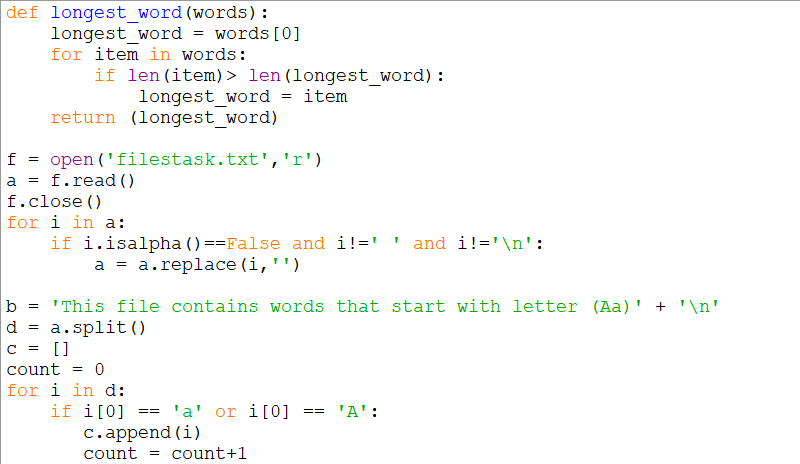 def longest_word(words):
    longest_word = words[0]
    for item in words:
        if len(item)> len(longest_word):
            longest_word = item
    return (longest_word)

f = open('filestask.txt','r')
a = f.read()
f.close()
for i in a:
    if i.isalpha()==False and i!=' ' and i!='\n':
        a = a.replace(i,'')

b = 'This file contains words that start with letter (Aa)' + '\n'
d = a.split()
c = []
count = 0
for i in d:
    if i[0] == 'a' or i[0] == 'A':
       c.append(i)
       count = count+1